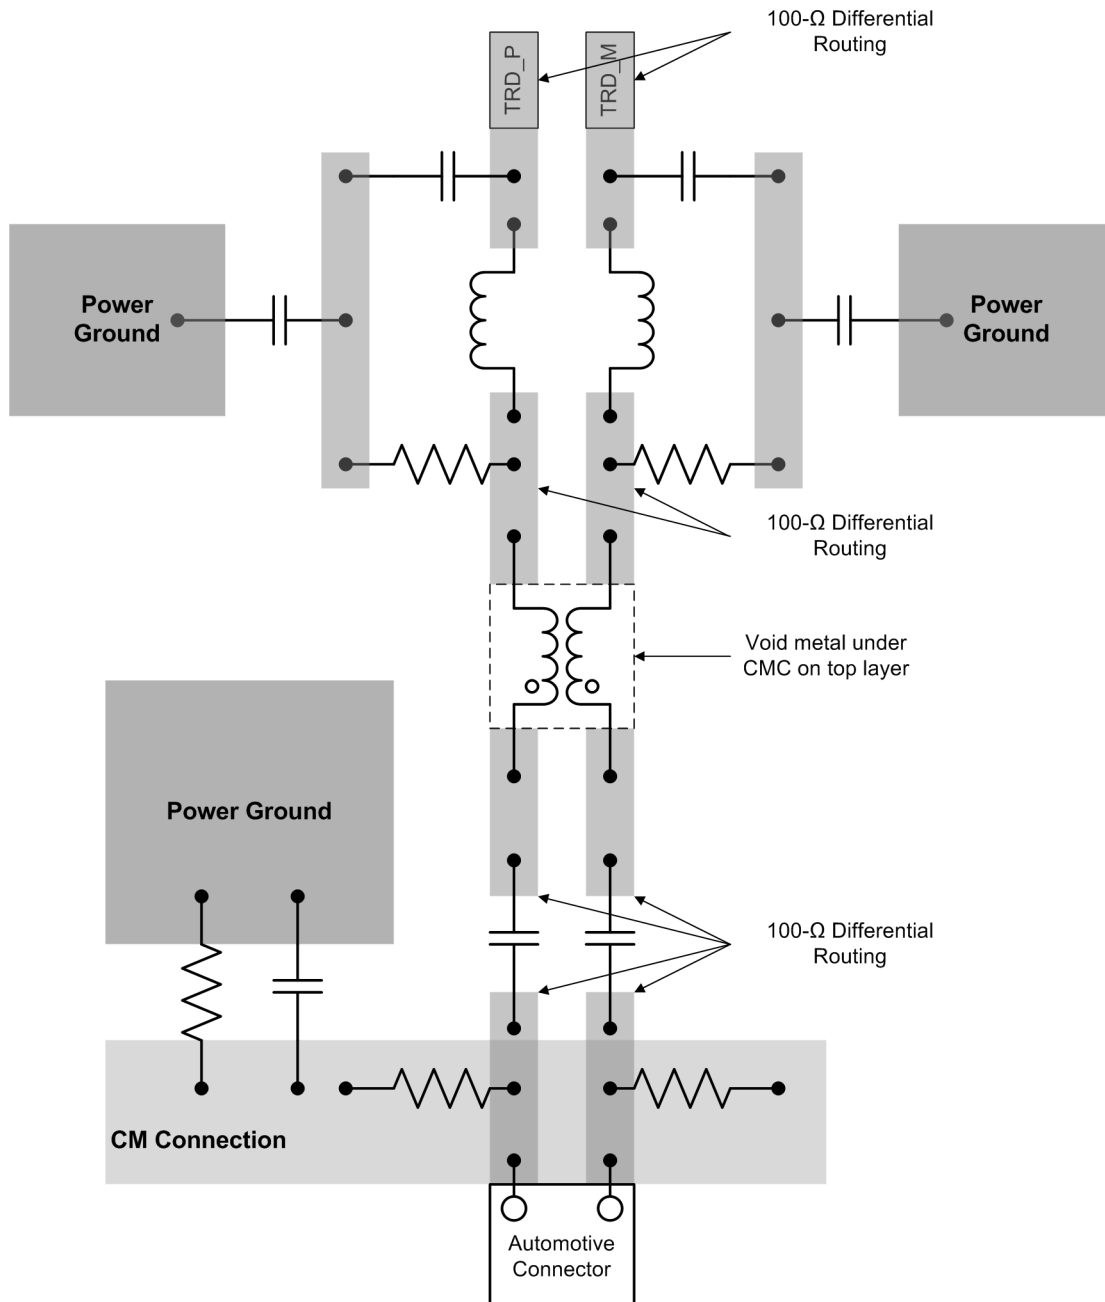 100-Ω Differential
Routing
TRD_P
TRD_M
Power
Ground
Power
Ground
100-Ω Differential
Routing
Void metal under
CMC on top layer
Power Ground
100-Ω Differential
Routing
CM Connection
Automotive
Connector